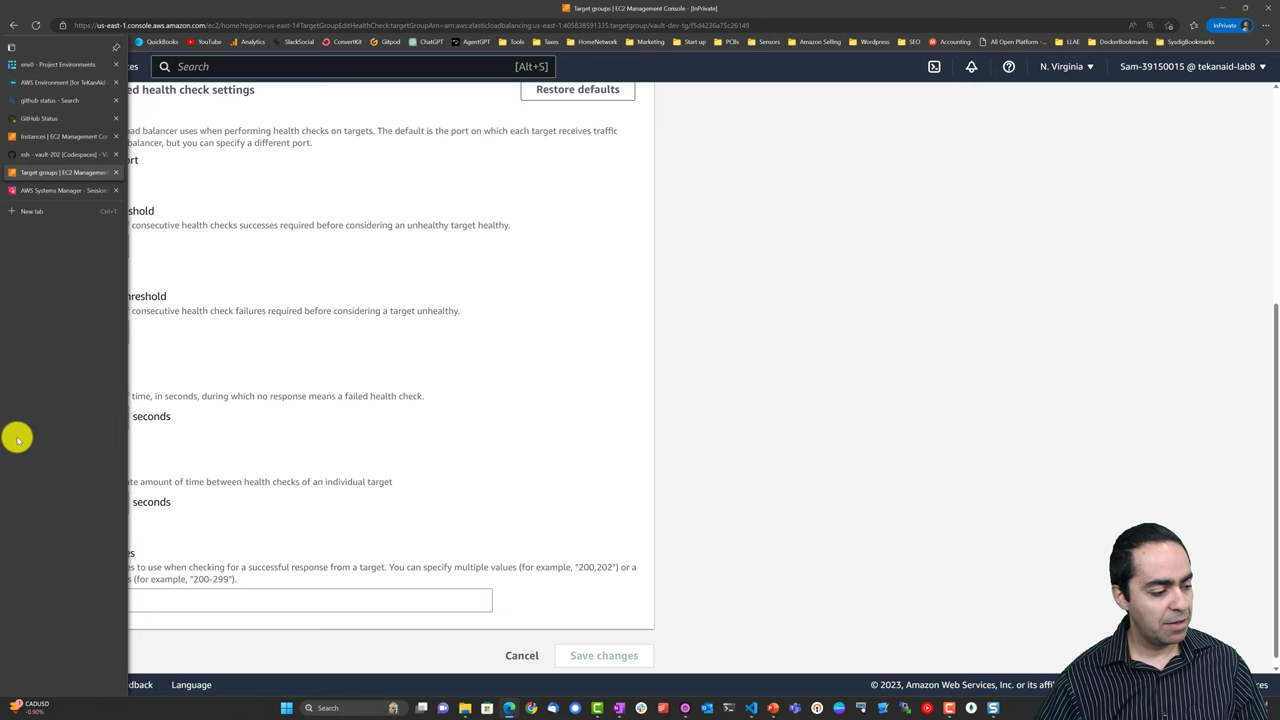 Target groups | EC2 Management Console - [InPrivate]
https://us-east-1.console.aws.amazon.com/ec2/home?region=us-east-1#TargetGroupEditHealthCheck:targetGroupArn=arn:aws:elasticloadbalancing:us-east-1:405838591335:targetgroup/vault-dev-tg/f5d4236a75c26149
InPrivate
QuickBooks YouTube Analytics SlackSocial ConvertKit Gitpod ChatGPT AgentGPT Tools Taxes HomeNetwork Marketing Start up PCBs Sensors Amazon Selling Wordpress SEO Accounting Ali Open Platform -... LLAE DockerBookmarks SysdigBookmarks
env0 - Project Environments
AWS Environment [for TeKanAid
github status - Search
GitHub Status
Instances | EC2 Management Co
ssh - vault-202 [Codespaces] - V
Target groups | EC2 Managemen
AWS Systems Manager - Session
New tab Ctrl+T
es Search [Alt+S] N. Virginia Sam-39150015 @ tekanaid-lab8
ed health check settings Restore defaults
oad balancer uses when performing health checks on targets. The default is the port on which each target receives traffic
balancer, but you can specify a different port.
ort
shold
consecutive health checks successes required before considering an unhealthy target healthy.
hreshold
consecutive health check failures required before considering a target unhealthy.
time, in seconds, during which no response means a failed health check.
seconds
te amount of time between health checks of an individual target
seconds
es
es to use when checking for a successful response from a target. You can specify multiple values (for example, "200,202") or a
s (for example, "200-299").
Cancel Save changes
dback Language © 2023, Amazon Web Services, Inc. or its affi
ces
CADUSD
-0.90%
Search